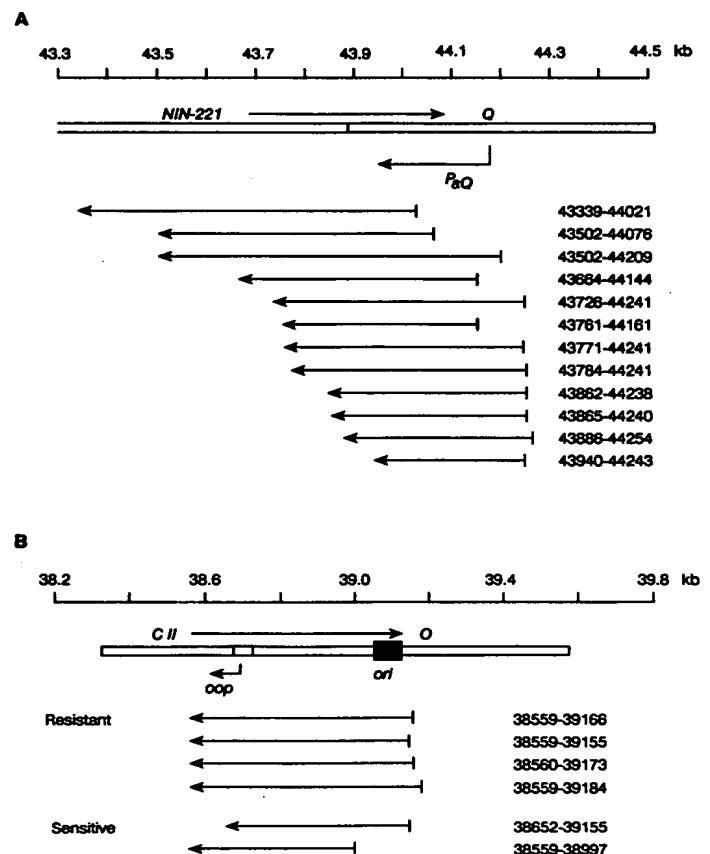 A
43.3 43.5 43.7 43.9 44.1 44.3 44.5 kb
NIN-221 Q
PaQ
43339-44021
43502-44076
43502-44209
43664-44144
43726-44241
43761-44161
43771-44241
43784-44241
43862-44238
43865-44240
43886-44254
43940-44243
B
38.2 38.6 39.0 39.4 39.8 kb
C II O
oop ori
Resistant 38559-39166
38559-39155
38560-39173
38559-39184
Sensitive 38652-39155
38559-38997